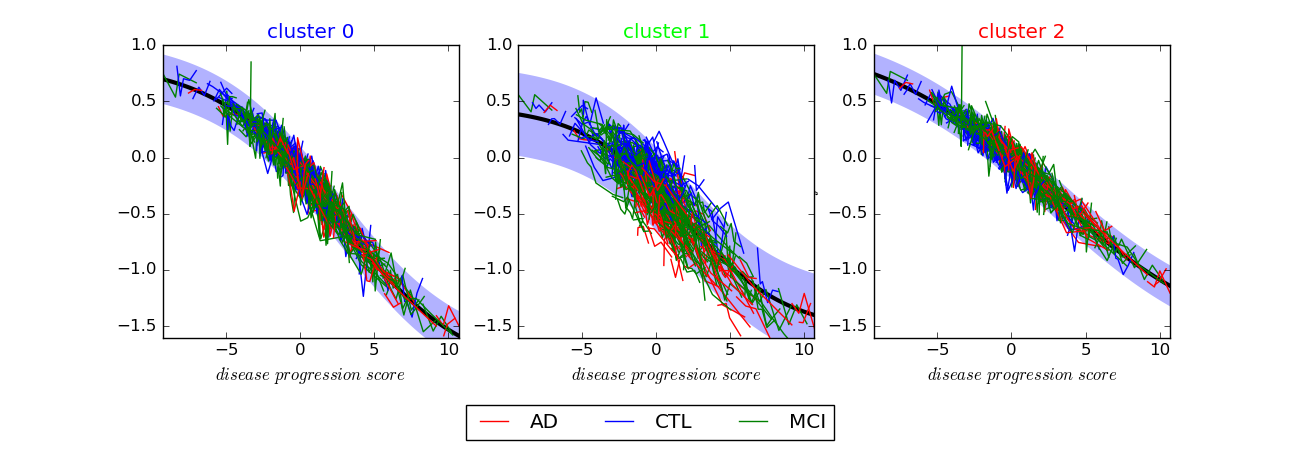 cluster 0 cluster 1 cluster 2
1.0 1.0 1.0
0.5 0.5 0.5
0.0 0.0 0.0
−0.5 −0.5 −0.5
−1.0 −1.0 −1.0
−1.5 −1.5 −1.5
−5 0 5 10 −5 0 5 10 −5 0 5 10
disease progression score disease progression score disease progression score
AD CTL MCI